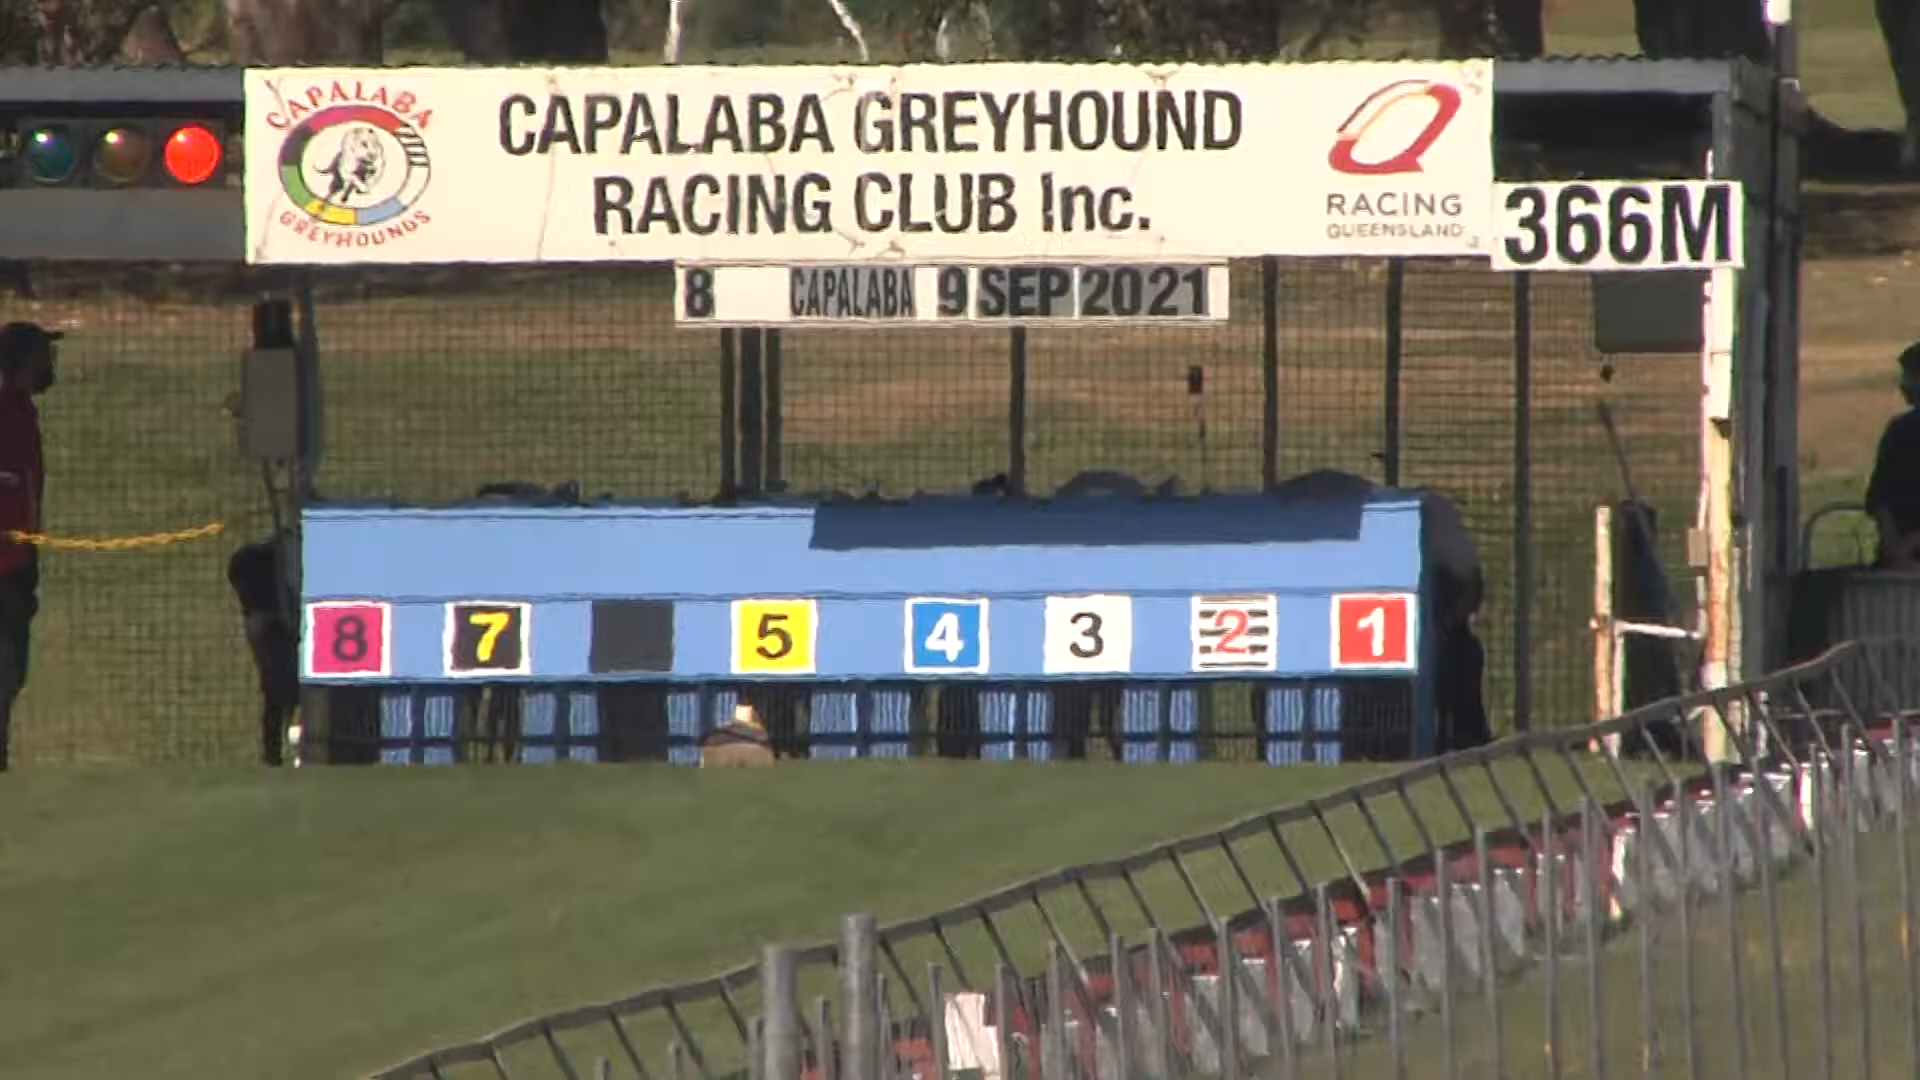 CAPALABA
GREYHOUNDS
CAPALABA GREYHOUND
RACING CLUB Inc.
RACING
QUEENSLAND
366M
8 CAPALABA 9 SEP 2021
8 7 5 4 3 2 1